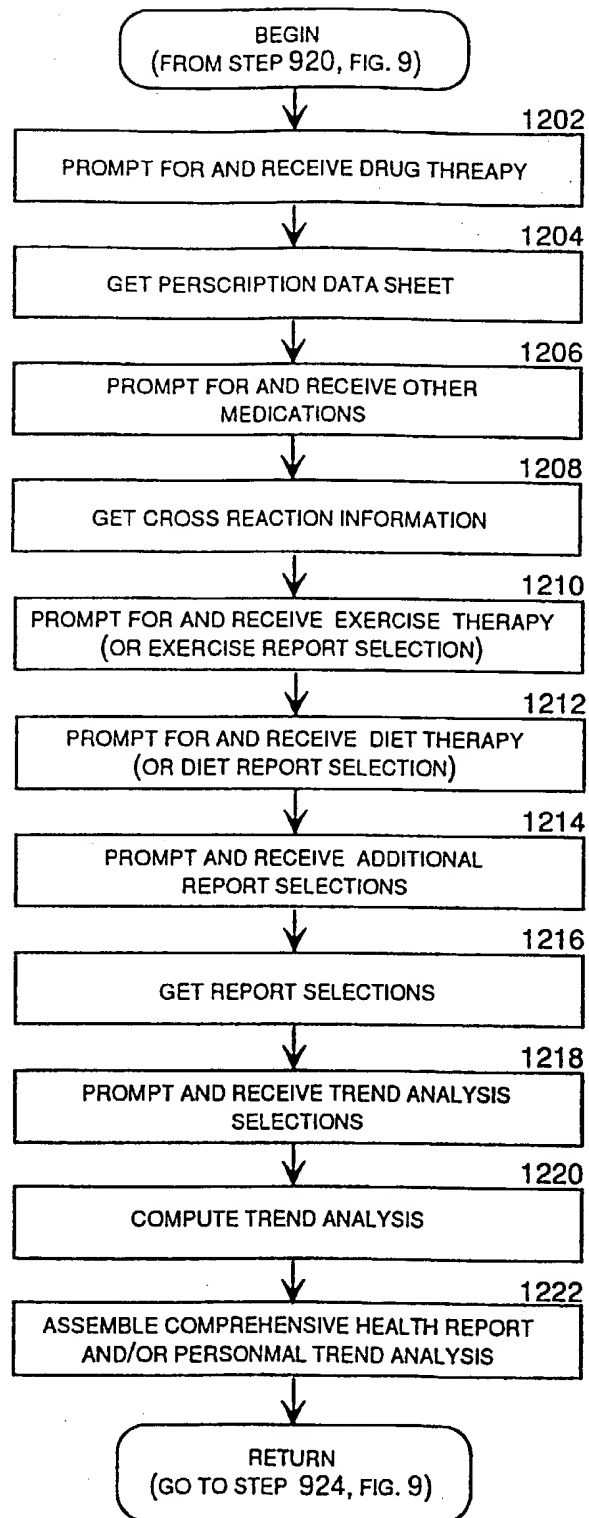 BEGIN
(FROM STEP 920, FIG. 9)
1202
PROMPT FOR AND RECEIVE DRUG THREAPY
1204
GET PERSCRIPTION DATA SHEET
1206
PROMPT FOR AND RECEIVE OTHER
MEDICATIONS
1208
GET CROSS REACTION INFORMATION
1210
PROMPT FOR AND RECEIVE EXERCISE THERAPY
(OR EXERCISE REPORT SELECTION)
1212
PROMPT FOR AND RECEIVE DIET THERAPY
(OR DIET REPORT SELECTION)
1214
PROMPT AND RECEIVE ADDITIONAL
REPORT SELECTIONS
1216
GET REPORT SELECTIONS
1218
PROMPT AND RECEIVE TREND ANALYSIS
SELECTIONS
1220
COMPUTE TREND ANALYSIS
1222
ASSEMBLE COMPREHENSIVE HEALTH REPORT
AND/OR PERSONMAL TREND ANALYSIS
RETURN
(GO TO STEP 924, FIG. 9)